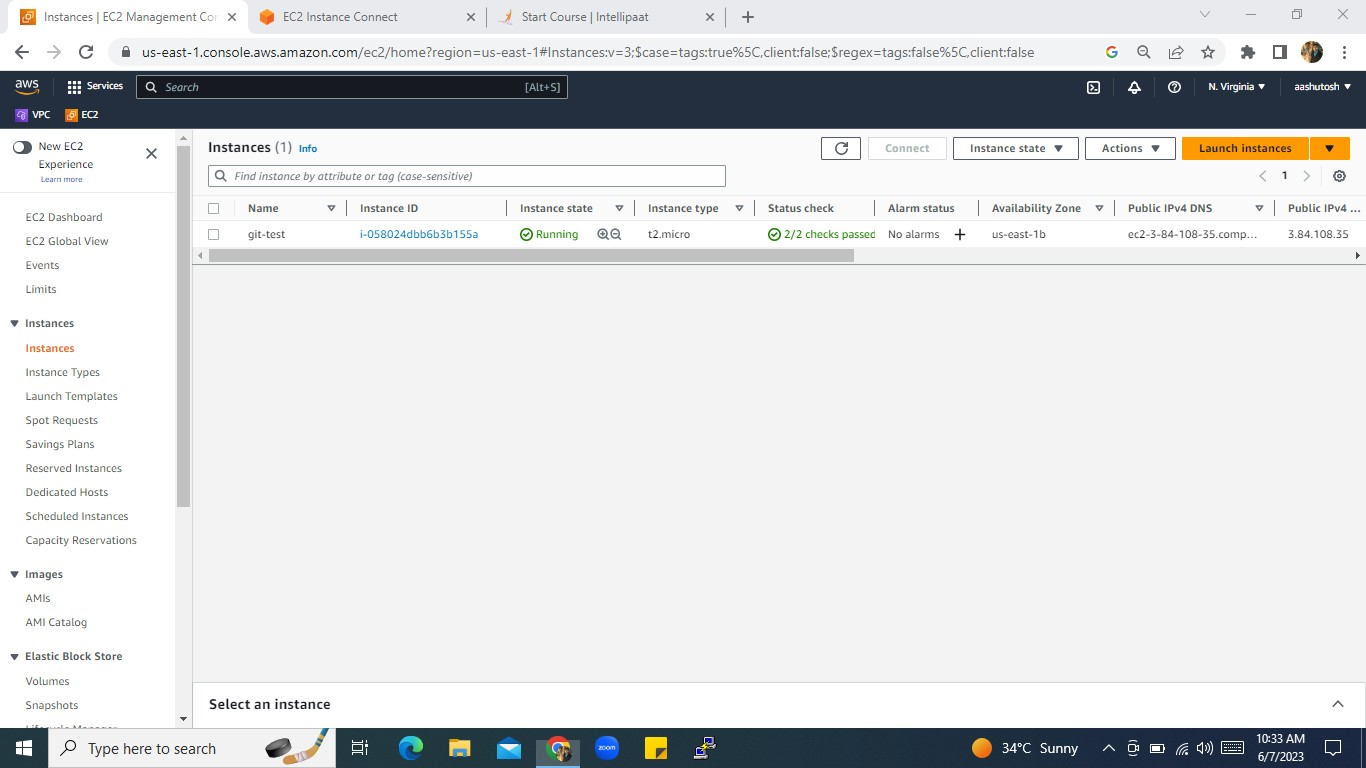 Instances | EC2 Management Con
EC2 Instance Connect
Start Course | Intellipaat
us-east-1.console.aws.amazon.com/ec2/home?region=us-east-1#Instances:v=3;$case=tags:true%5C,client:false;$regex=tags:false%5C,client:false
aws
Services
Search
[Alt+S]
N. Virginia
aashutosh
VPC
EC2
New EC2
Experience
Learn more
EC2 Dashboard
EC2 Global View
Events
Limits
Instances
Instances
Instance Types
Launch Templates
Spot Requests
Savings Plans
Reserved Instances
Dedicated Hosts
Scheduled Instances
Capacity Reservations
Images
AMIs
AMI Catalog
Elastic Block Store
Volumes
Snapshots
Lifecycle Manager
Instances (1) Info
Connect
Instance state
Actions
Launch instances
Find instance by attribute or tag (case-sensitive)
1
Name Instance ID Instance state Instance type Status check Alarm status Availability Zone Public IPv4 DNS Public IPv4 ...
git-test i-058024dbb6b3b155a Running t2.micro 2/2 checks passed No alarms + us-east-1b ec2-3-84-108-35.comp... 3.84.108.35
Select an instance
Type here to search
zoom
34°C Sunny
10:33 AM
6/7/2023